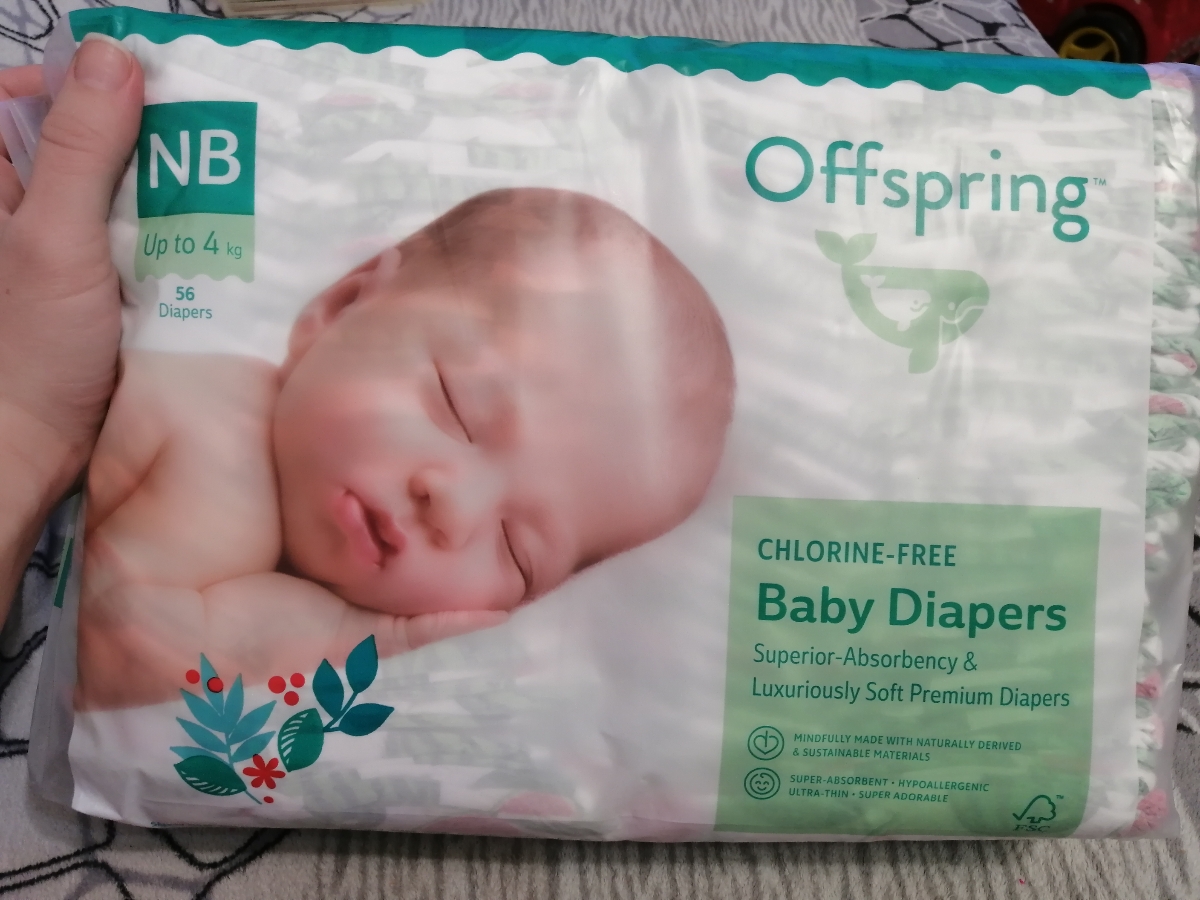 NB
Up to 4 kg
56
Diapers
Offspring™
CHLORINE-FREE
Baby Diapers
Superior-Absorbency &
Luxuriously Soft Premium Diapers
MINDFULLY MADE WITH NATURALLY DERIVED
& SUSTAINABLE MATERIALS
SUPER-ABSORBENT • HYPOALLERGENIC
ULTRA-THIN • SUPER ADORABLE
FSC™